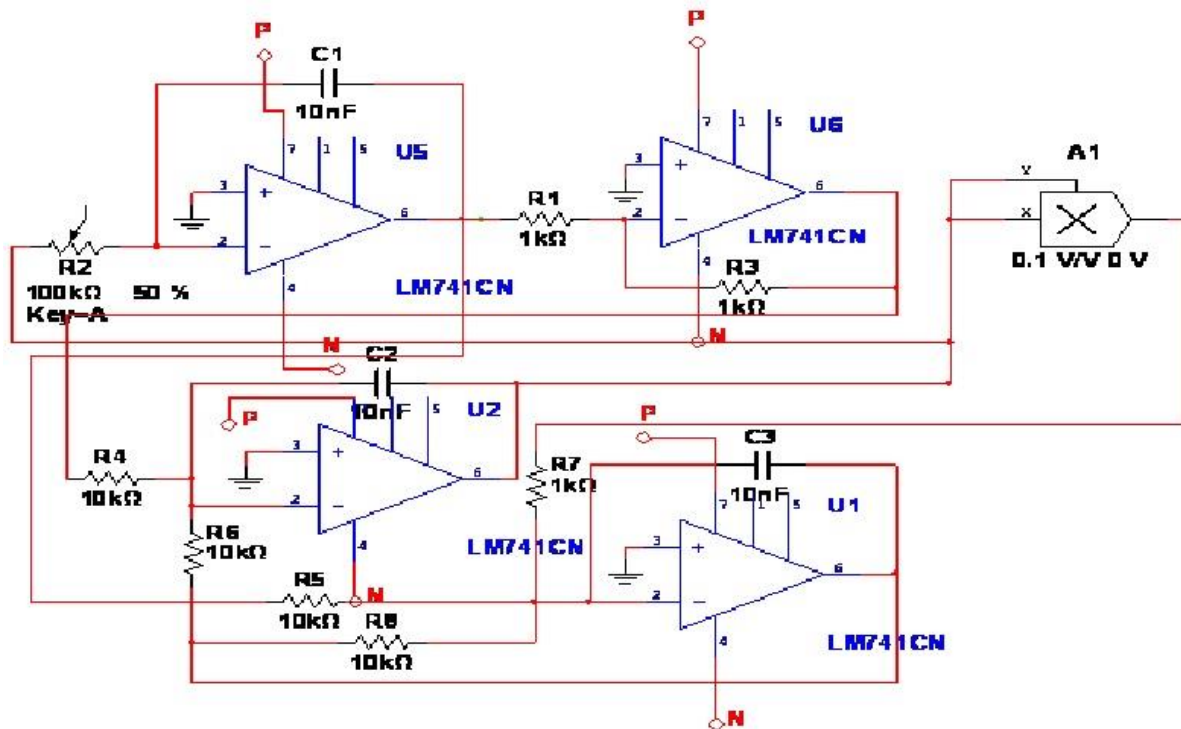 P
C1
10nF
7
1
5
U5
3
+
2
−
6
4
LM741CN
R2
100kΩ 50 %
Key=A
N
R1
1kΩ
P
7
1
5
U6
3
+
2
−
6
4
LM741CN
R3
1kΩ
N
A1
Y
X
0.1 V/V 0 V
C2
10nF
5
U2
P
3
+
2
−
6
4
LM741CN
N
R4
10kΩ
R6
10kΩ
R5
10kΩ
R8
10kΩ
R7
1kΩ
P
C3
10nF
7
1
5
U1
3
+
2
−
6
4
LM741CN
N